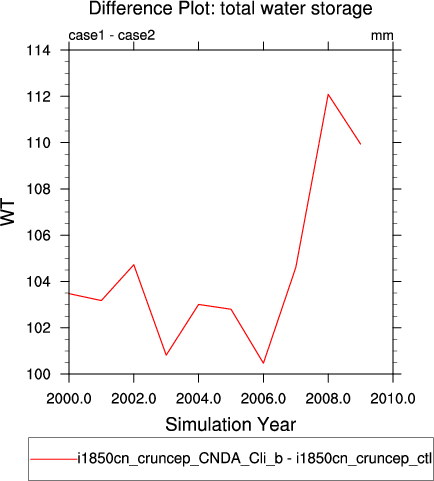 Difference Plot: total water storage
case1 - case2 mm
114
112
110
108
106
104
102
100
WT
2000.0 2002.0 2004.0 2006.0 2008.0 2010.0
Simulation Year
i1850cn_cruncep_CNDA_Cli_b - i1850cn_cruncep_ctl